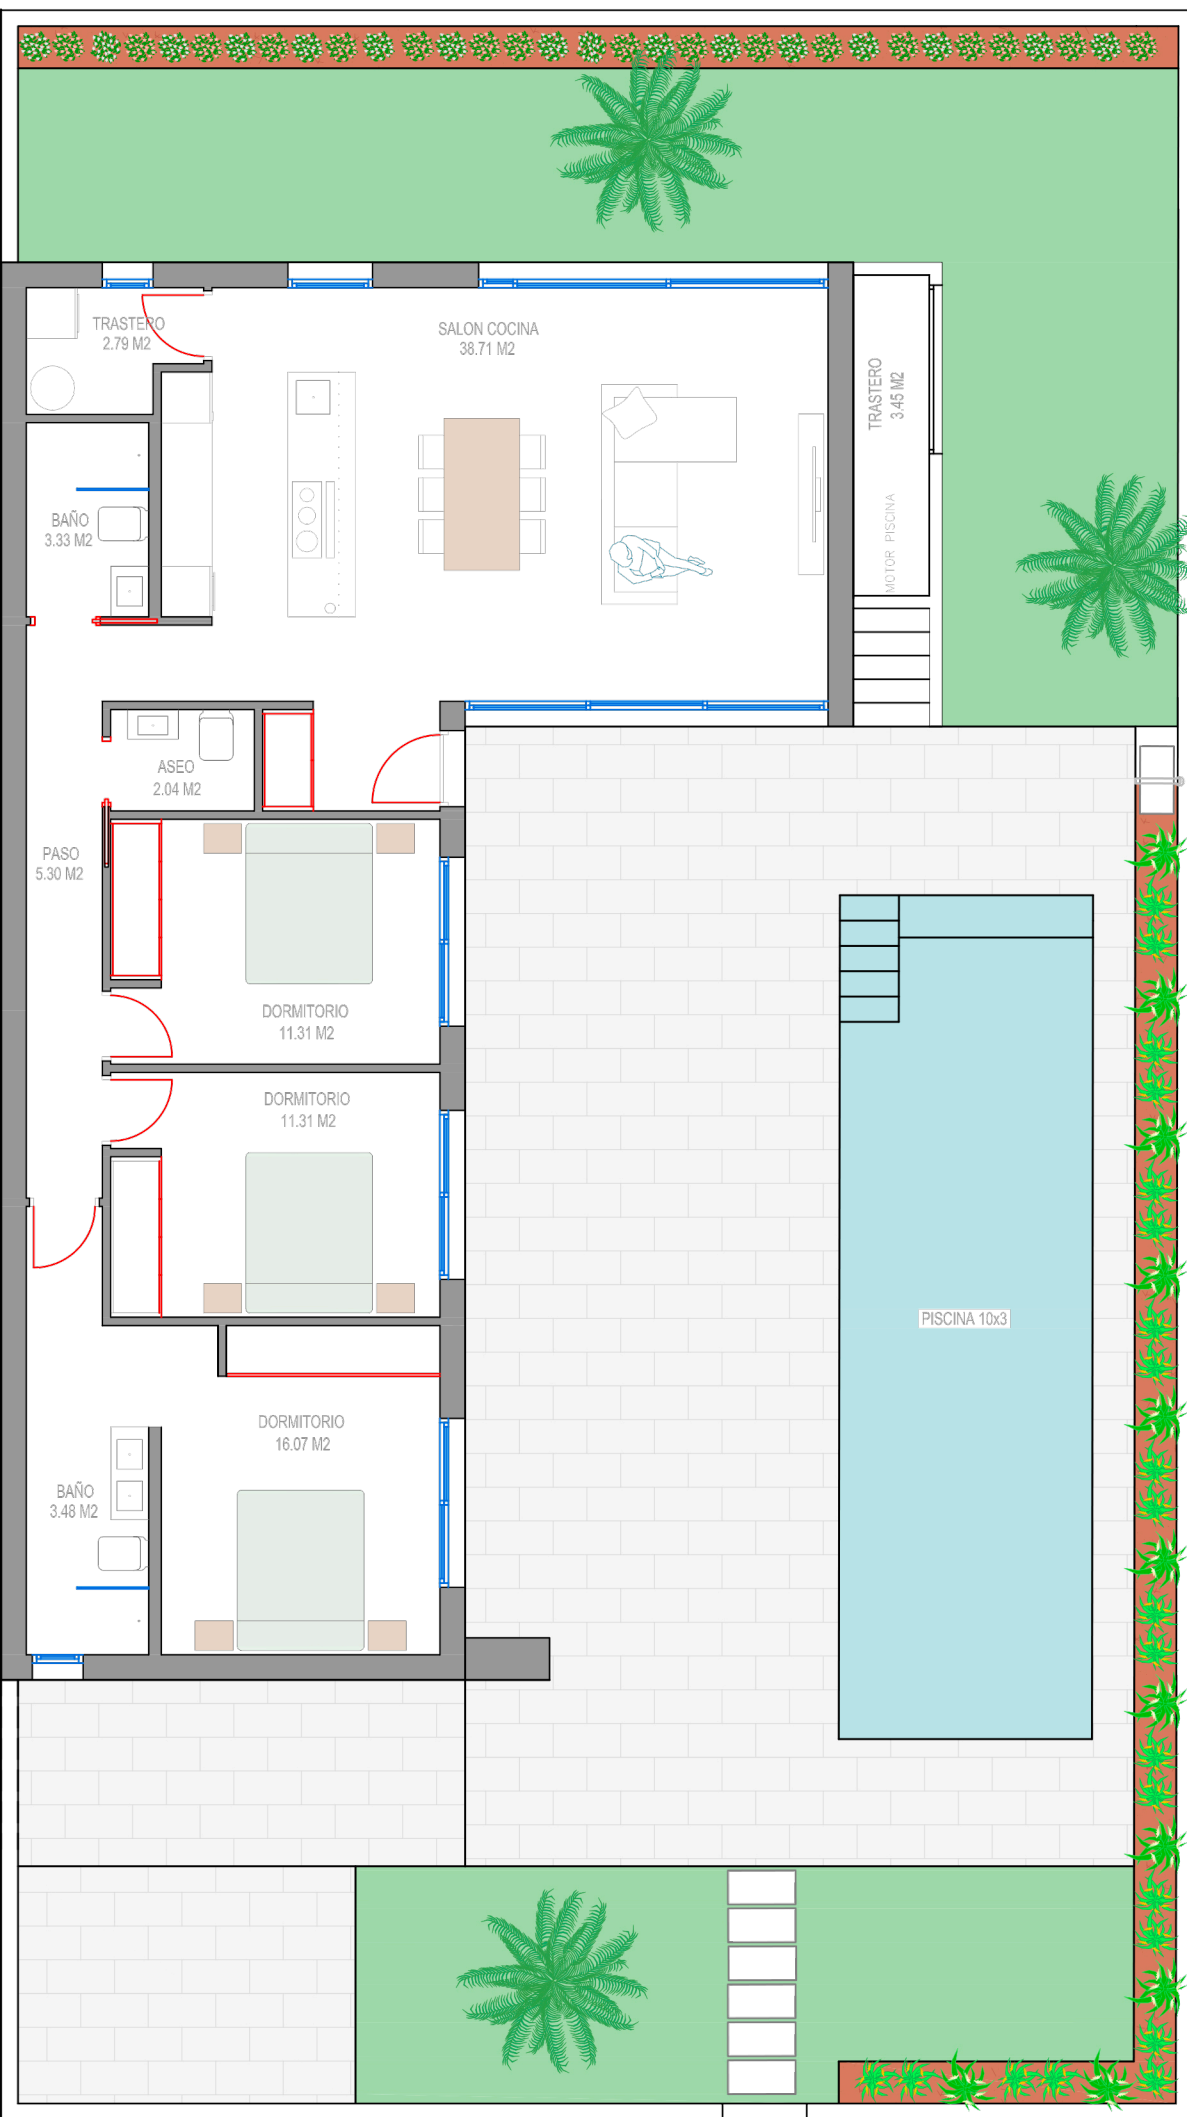 TRASTERO
2.79 M2
SALON COCINA
38.71 M2
TRASTERO
3.45 M2
MOTOR PISCINA
BAÑO
3.33 M2
ASEO
2.04 M2
PASO
5.30 M2
DORMITORIO
11.31 M2
DORMITORIO
11.31 M2
PISCINA 10x3
DORMITORIO
16.07 M2
BAÑO
3.48 M2